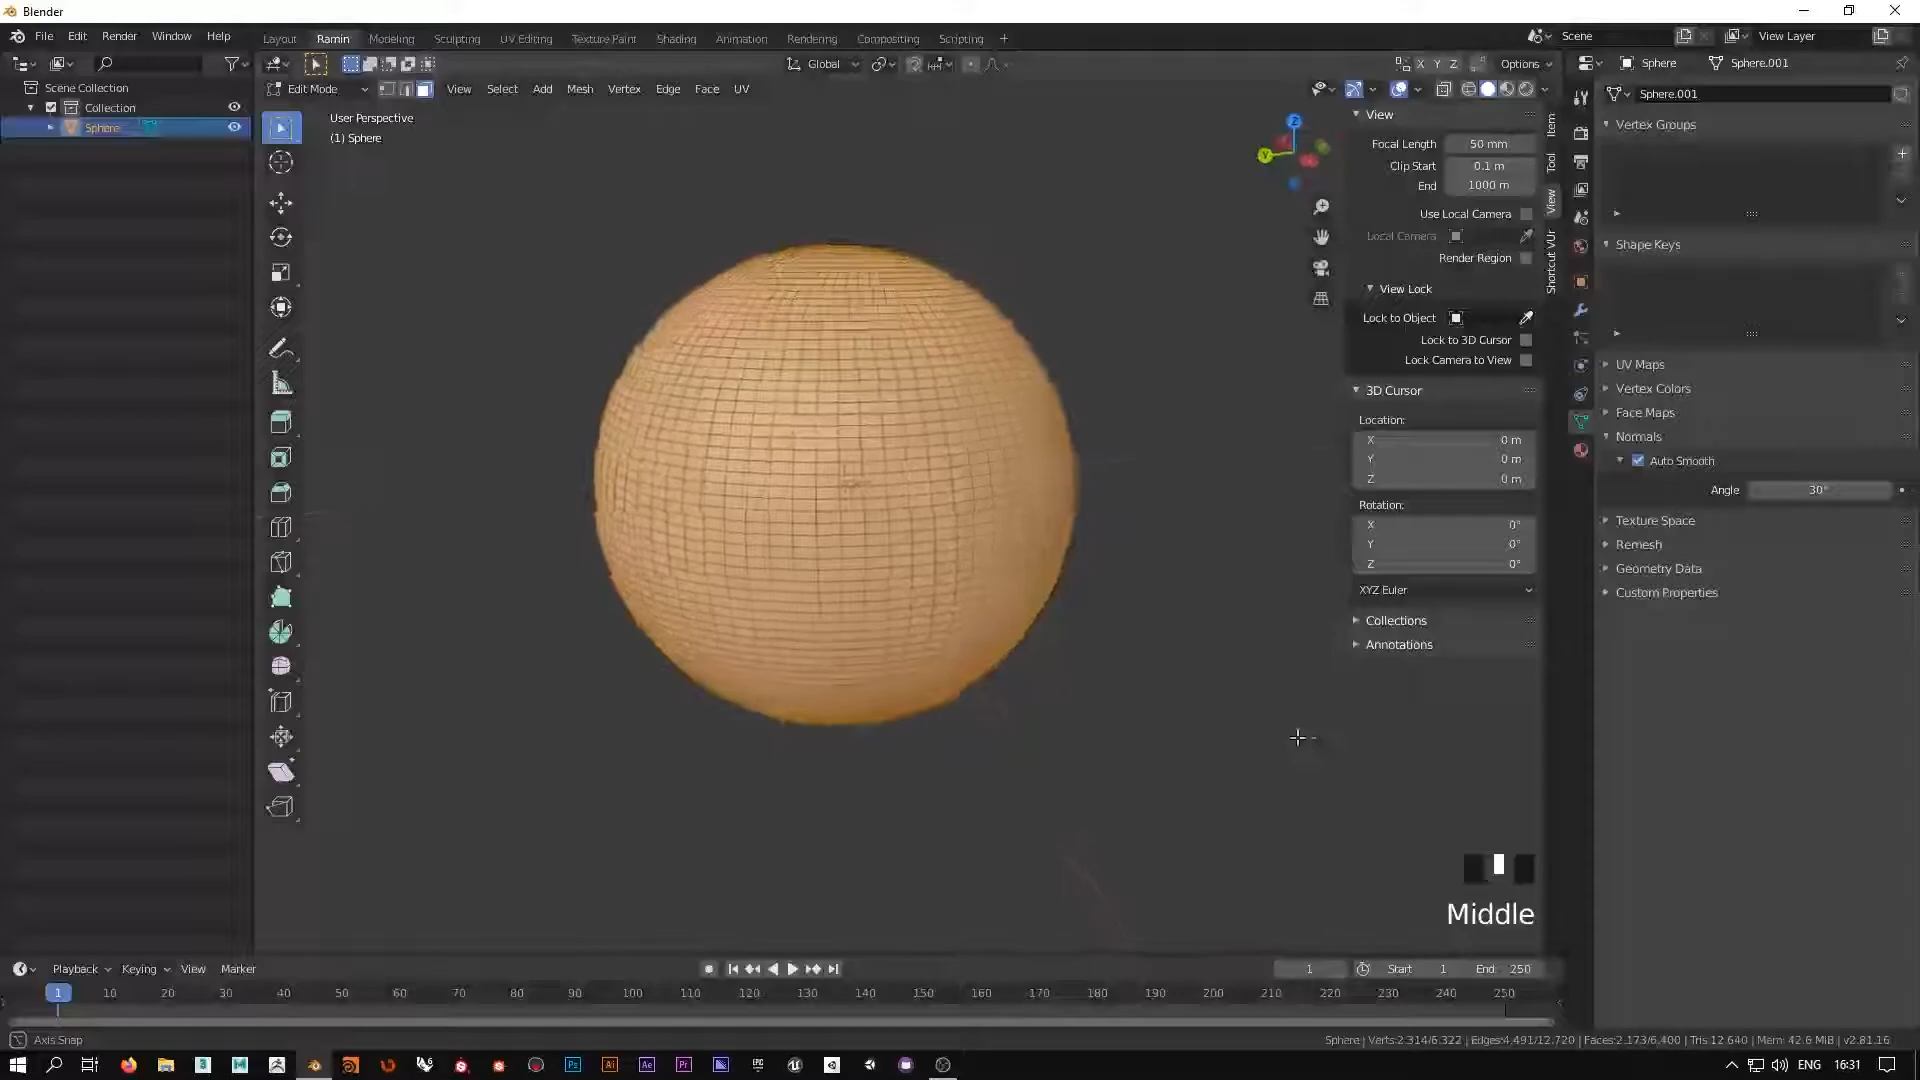 Blender
File Edit Render Window Help
Layout Ramin Modeling Sculpting UV Editing Texture Paint Shading Animation Rendering Compositing Scripting +
Scene View Layer
Global
X Y Z Options
Sphere Sphere.001
Scene Collection
Collection
Sphere
Edit Mode View Select Add Mesh Vertex Edge Face UV
User Perspective
(1) Sphere
Z
Y
View
Focal Length 50 mm
Clip Start 0.1 m
End 1000 m
Use Local Camera
Local Camera
Render Region
View Lock
Lock to Object
Lock to 3D Cursor
Lock Camera to View
3D Cursor
Location:
X 0 m
Y 0 m
Z 0 m
Rotation:
X 0°
Y 0°
Z 0°
XYZ Euler
Collections
Annotations
Item
Tool
View
Shortcut VUr
Sphere.001
Vertex Groups
Shape Keys
UV Maps
Vertex Colors
Face Maps
Normals
Auto Smooth
Angle 30°
Texture Space
Remesh
Geometry Data
Custom Properties
Middle
Playback Keying View Marker
1 Start 1 End 250
1 10 20 30 40 50 60 70 80 90 100 110 120 130 140 150 160 170 180 190 200 210 220 230 240 250
Axis Snap
Sphere | Verts:2.314/6.322 | Edges:4.491/12.720 | Faces:2.173/6.400 | Tris:12.640 | Mem: 42.6 MiB | v2.81.16
Ps Ai Ae Pr EPIC
ENG 16:31